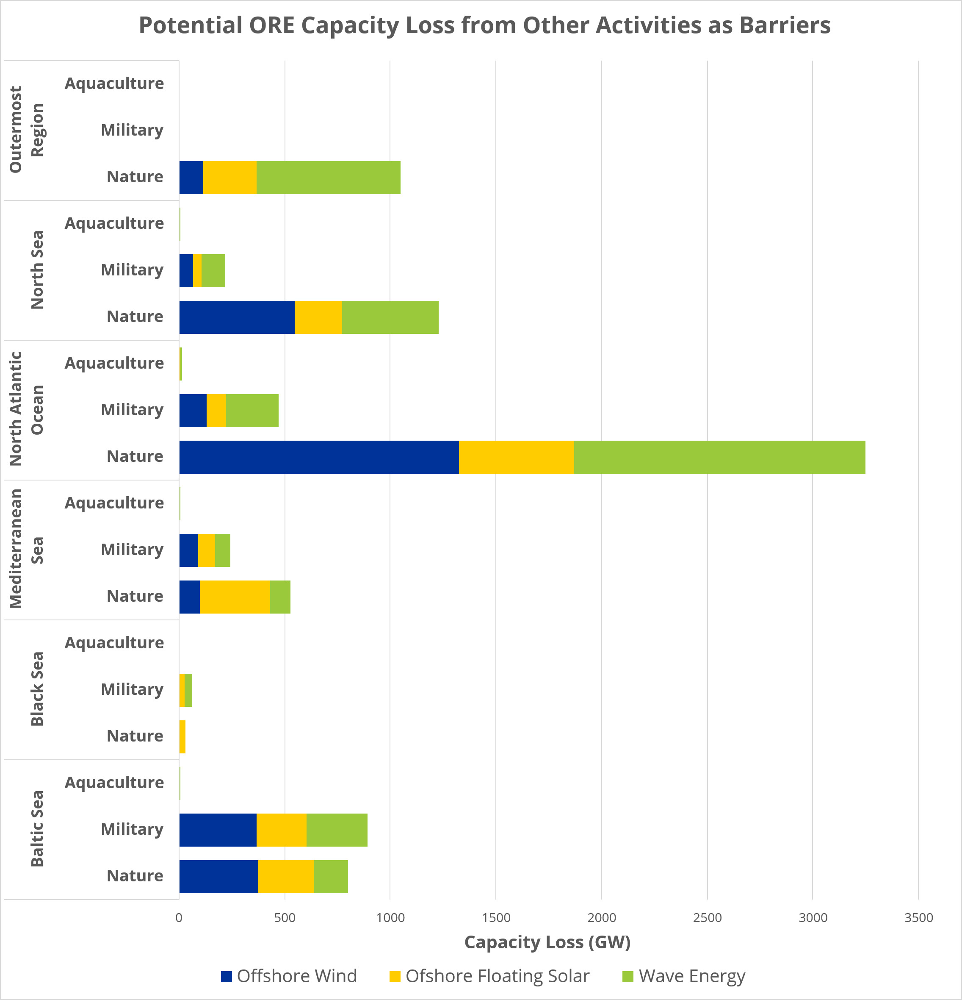 Potential ORE Capacity Loss from Other Activities as Barriers
Outermost
Region
Aquaculture
Military
Nature
North Sea
Aquaculture
Military
Nature
North Atlantic
Ocean
Aquaculture
Military
Nature
Mediterranean
Sea
Aquaculture
Military
Nature
Black Sea
Aquaculture
Military
Nature
Baltic Sea
Aquaculture
Military
Nature
0 500 1000 1500 2000 2500 3000 3500
Capacity Loss (GW)
Offshore Wind Ofshore Floating Solar Wave Energy